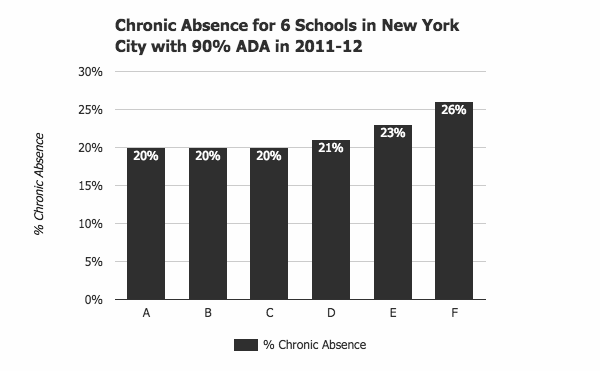 Chronic Absence for 6 Schools in New York
City with 90% ADA in 2011-12
30%
25%
20%
15%
10%
5%
0%
% Chronic Absence
20%
20%
20%
21%
23%
26%
A
B
C
D
E
F
% Chronic Absence